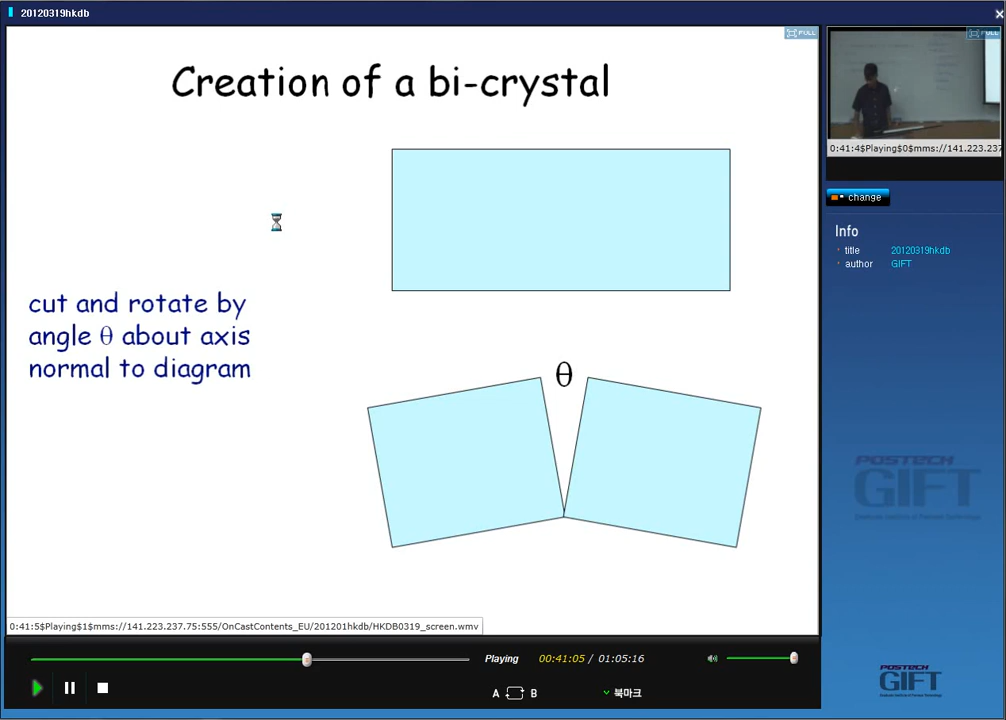 20120319hkdb
FULL
Creation of a bi-crystal
cut and rotate by
angle θ about axis
normal to diagram
θ
0:41:5$Playing$1$mms://141.223.237.75:555/OnCastContents_EU/201201hkdb/HKDB0319_screen.wmv
Playing
00:41:05 / 01:05:16
A B
북마크
FULL
0:41:4$Playing$0$mms://141.223.237
change
Info
title 20120319hkdb
author GIFT
POSTECH
GIFT
POSTECH
GIFT